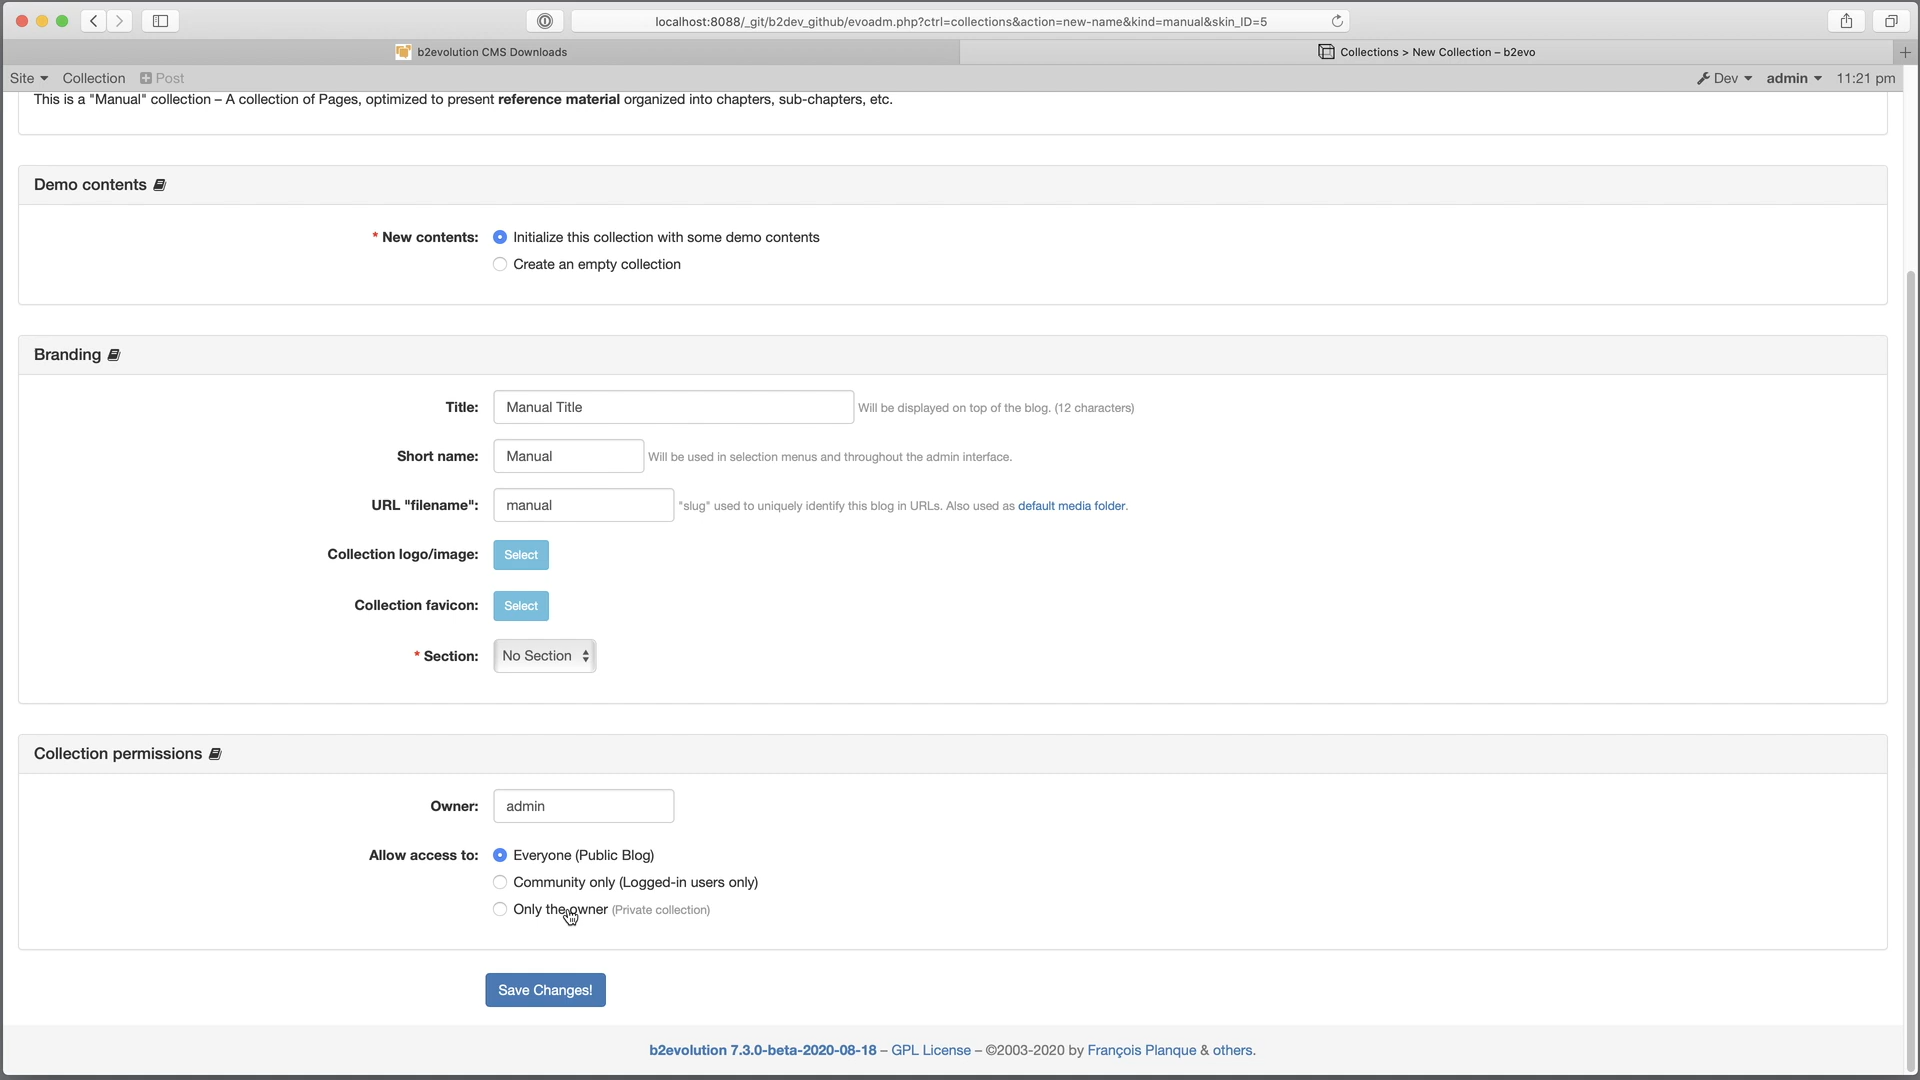 localhost:8088/_git/b2dev_github/evoadm.php?ctrl=collections&action=new-name&kind=manual&skin_ID=5
b2evolution CMS Downloads
Collections > New Collection – b2evo
Site Collection Post Dev admin 11:21 pm
This is a "Manual" collection – A collection of Pages, optimized to present reference material organized into chapters, sub-chapters, etc.
Demo contents
* New contents: Initialize this collection with some demo contents
Create an empty collection
Branding
Title: Manual Title Will be displayed on top of the blog. (12 characters)
Short name: Manual Will be used in selection menus and throughout the admin interface.
URL "filename": manual "slug" used to uniquely identify this blog in URLs. Also used as default media folder.
Collection logo/image: Select
Collection favicon: Select
* Section: No Section
Collection permissions
Owner: admin
Allow access to: Everyone (Public Blog)
Community only (Logged-in users only)
Only the owner (Private collection)
Save Changes!
b2evolution 7.3.0-beta-2020-08-18 – GPL License – ©2003-2020 by François Planque & others.